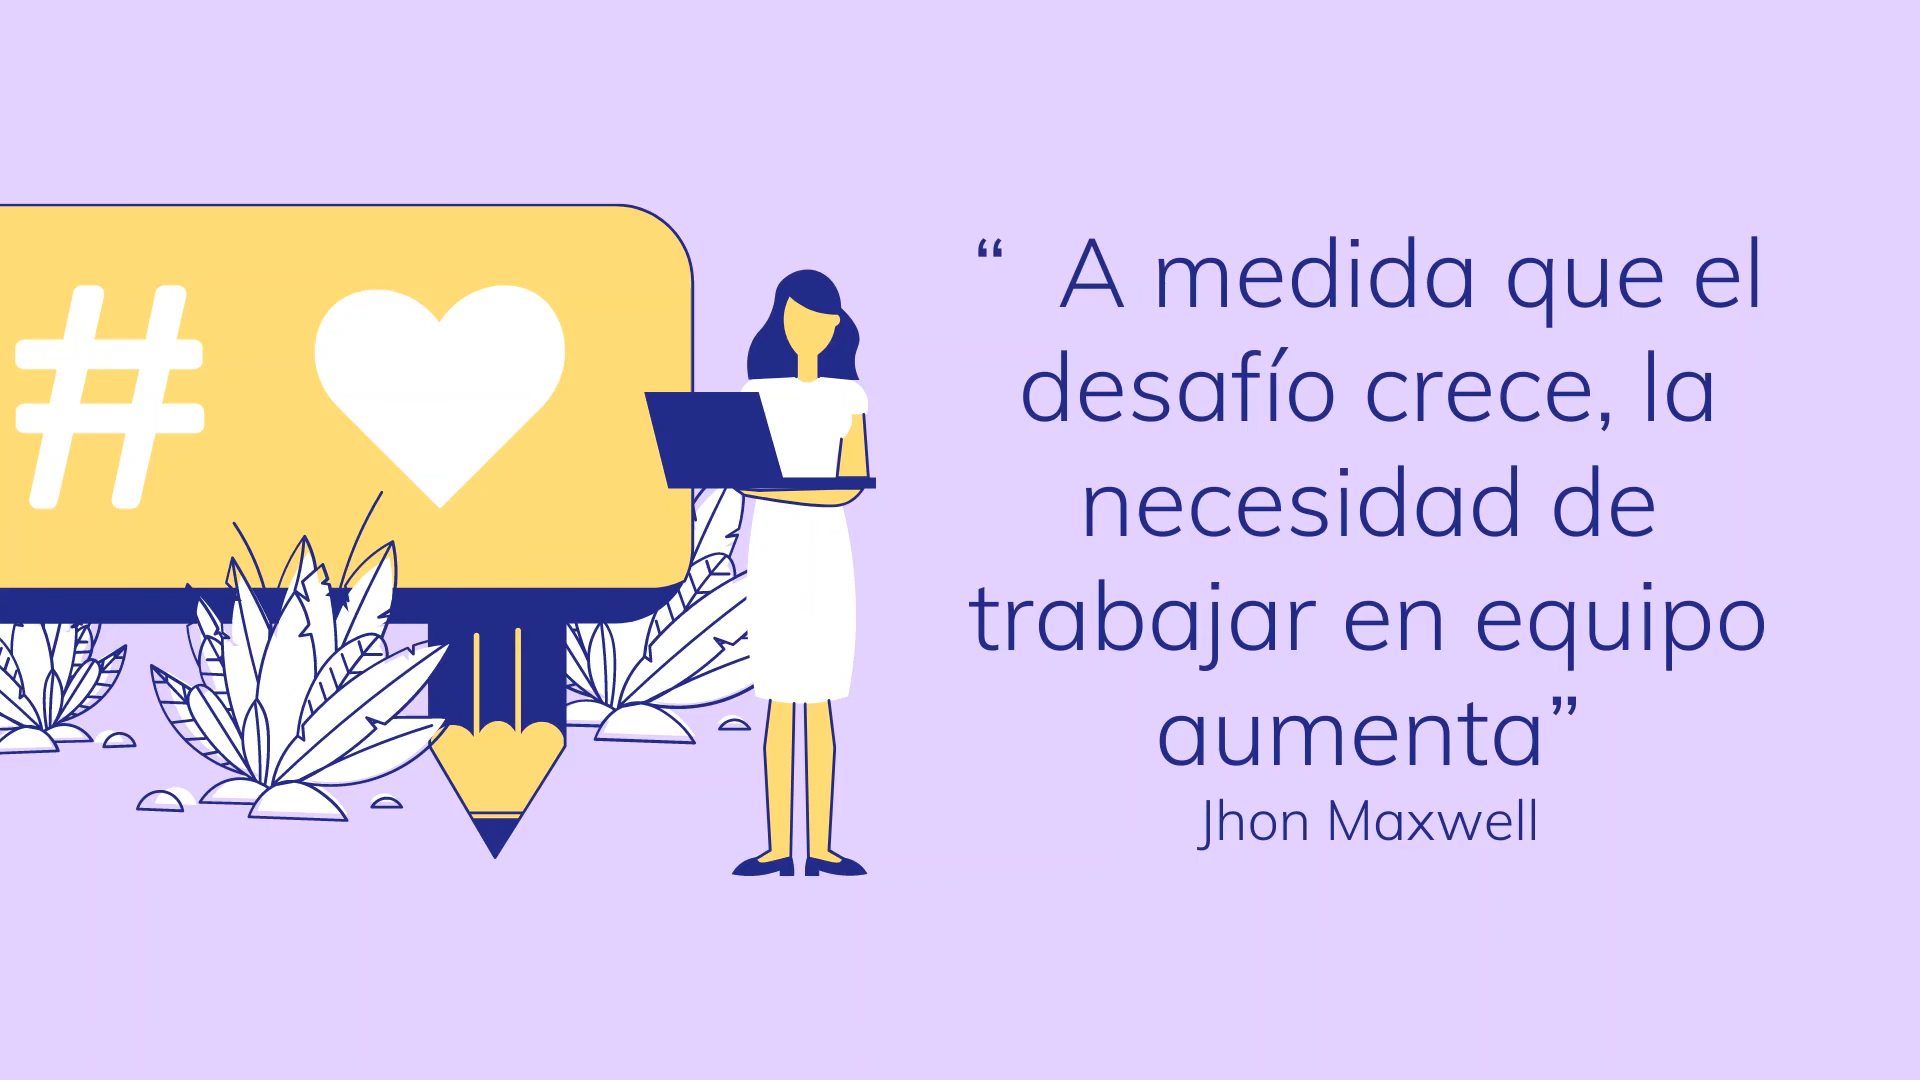 #
“ A medida que el
desafío crece, la
necesidad de
trabajar en equipo
aumenta”
Jhon Maxwell